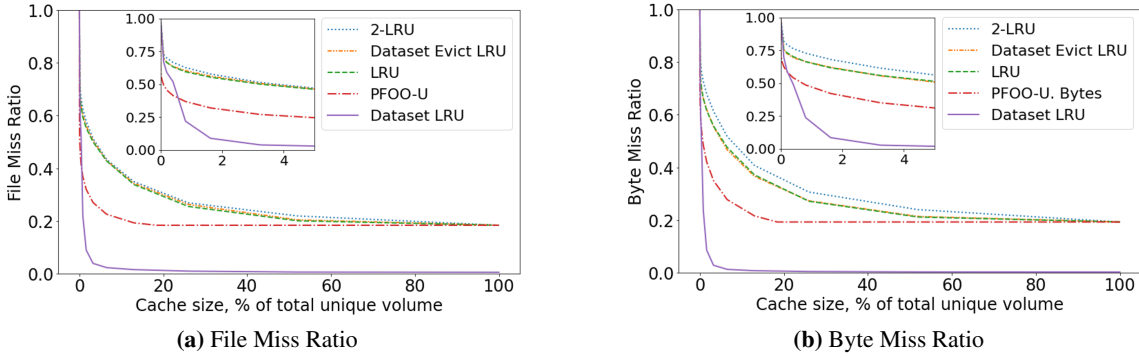 1.0
0.8
0.6
0.4
0.2
0.0
File Miss Ratio
1.00
0.75
0.50
0.25
0.00
0 2 4
2-LRU
Dataset Evict LRU
LRU
PFOO-U
Dataset LRU
0 20 40 60 80 100
Cache size, % of total unique volume
(a) File Miss Ratio
1.0
0.8
0.6
0.4
0.2
0.0
Byte Miss Ratio
1.00
0.75
0.50
0.25
0.00
0 2 4
2-LRU
Dataset Evict LRU
LRU
PFOO-U. Bytes
Dataset LRU
0 20 40 60 80 100
Cache size, % of total unique volume
(b) Byte Miss Ratio